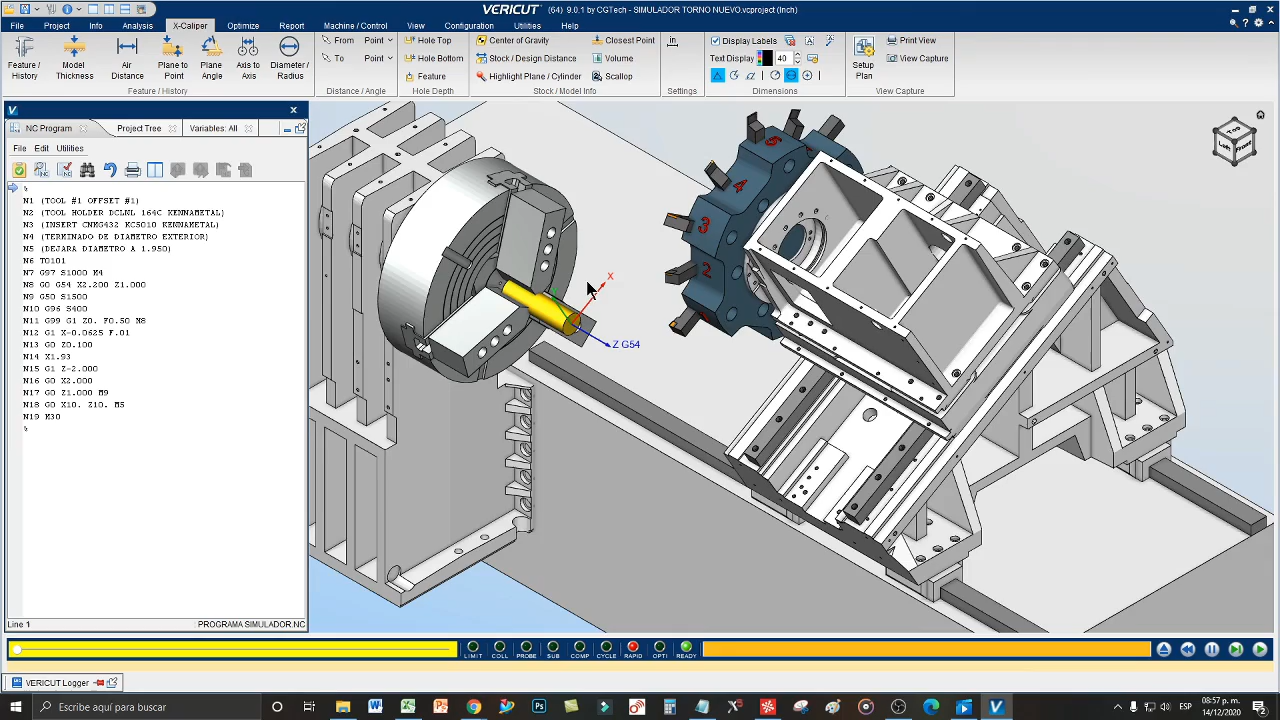 VERICUT. (64) 9.0.1 by CGTech - SIMULADOR TORNO NUEVO.vcproject (Inch)
File Project Info Analysis X-Caliper Optimize Report Machine / Control View Configuration Utilities Help
Feature / History
Model Thickness
Air Distance
Plane to Point
Plane Angle
Axis to Axis
Diameter / Radius
Feature / History
From Point
To Point
Distance / Angle
Hole Top
Hole Bottom
Feature
Hole Depth
Center of Gravity
Stock / Design Distance
Highlight Plane / Cylinder
Closest Point
Volume
Scallop
Stock / Model Info
in
Settings
Display Labels
Text Display 40
Dimensions
Setup Plan
Print View
View Capture
View Capture
NC Program Project Tree Variables: All
File Edit Utilities
%
N1 (TOOL #1 OFFSET #1)
N2 (TOOL HOLDER DCLNL 164C KENNAMETAL)
N3 (INSERT CNMG432 KC5010 KENNAMETAL)
N4 (TERMINADO DE DIAMETRO EXTERIOR)
N5 (DEJARA DIAMETRO A 1.950)
N6 T0101
N7 G97 S1000 M4
N8 G0 G54 X2.200 Z1.000
N9 G50 S1500
N10 G96 S400
N11 G99 G1 Z0. F0.50 M8
N12 G1 X-0.0625 F.01
N13 G0 Z0.100
N14 X1.93
N15 G1 Z-2.000
N16 G0 X2.000
N17 G0 Z1.000 M9
N18 G0 X10. Z10. M5
N19 M30
%
X
Z G54
5
4
3
2
Top
Left
Front
Line 1 : PROGRAMA SIMULADOR.NC
LIMIT COLL PROBE SUB COMP CYCLE RAPID OPTI READY
VERICUT Logger
Escribe aquí para buscar
ESP
08:57 p. m.
14/12/2020